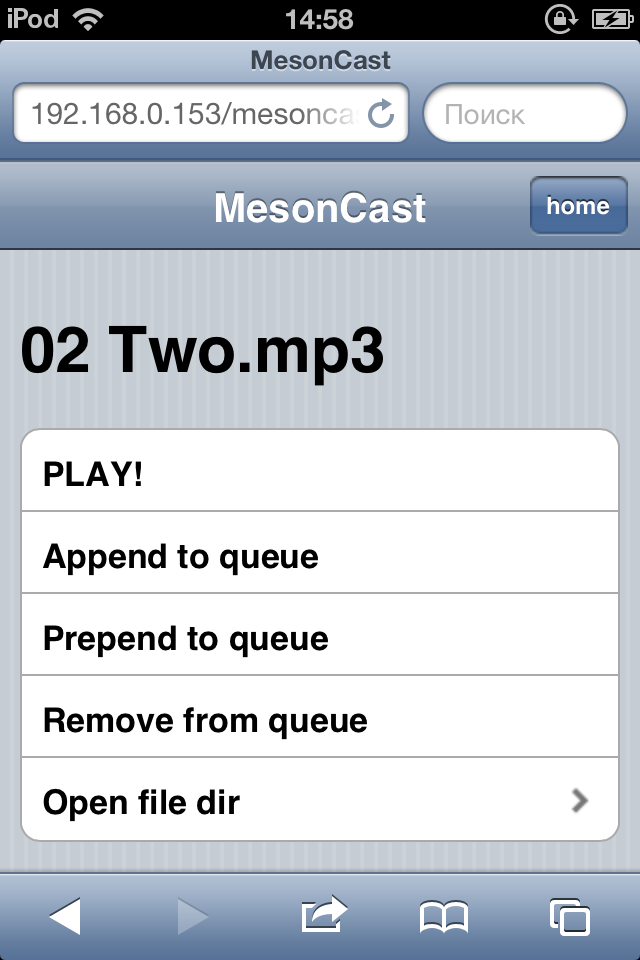 iPod 14:58
MesonCast
192.168.0.153/mesonca
Поиск
MesonCast
home
02 Two.mp3
PLAY!
Append to queue
Prepend to queue
Remove from queue
Open file dir